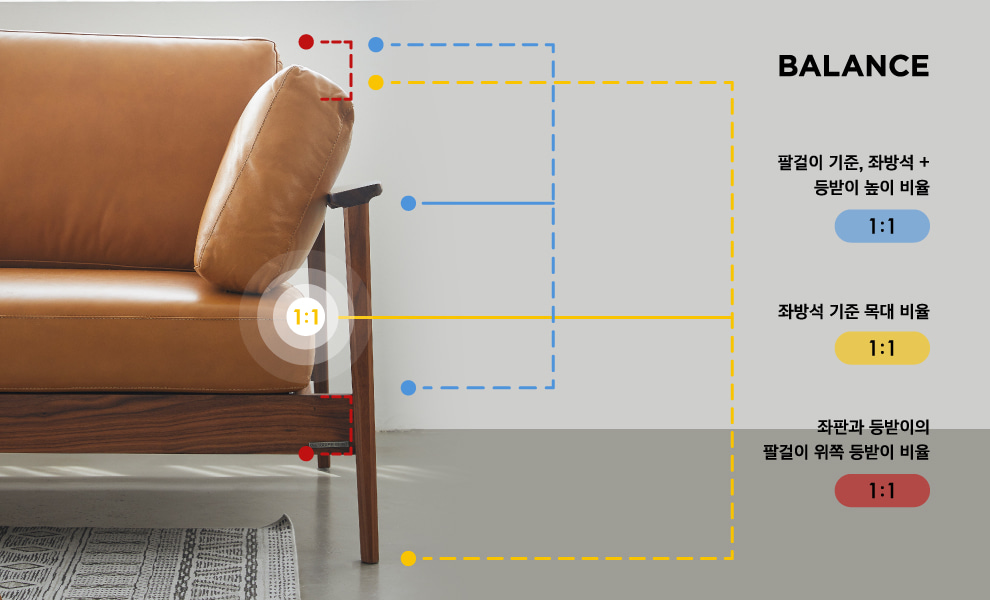 BALANCE
팔걸이 기준, 좌방석 +
등받이 높이 비율
1:1
좌방석 기준 목대 비율
1:1
1:1
좌판과 등받이의
팔걸이 위쪽 등받이 비율
1:1